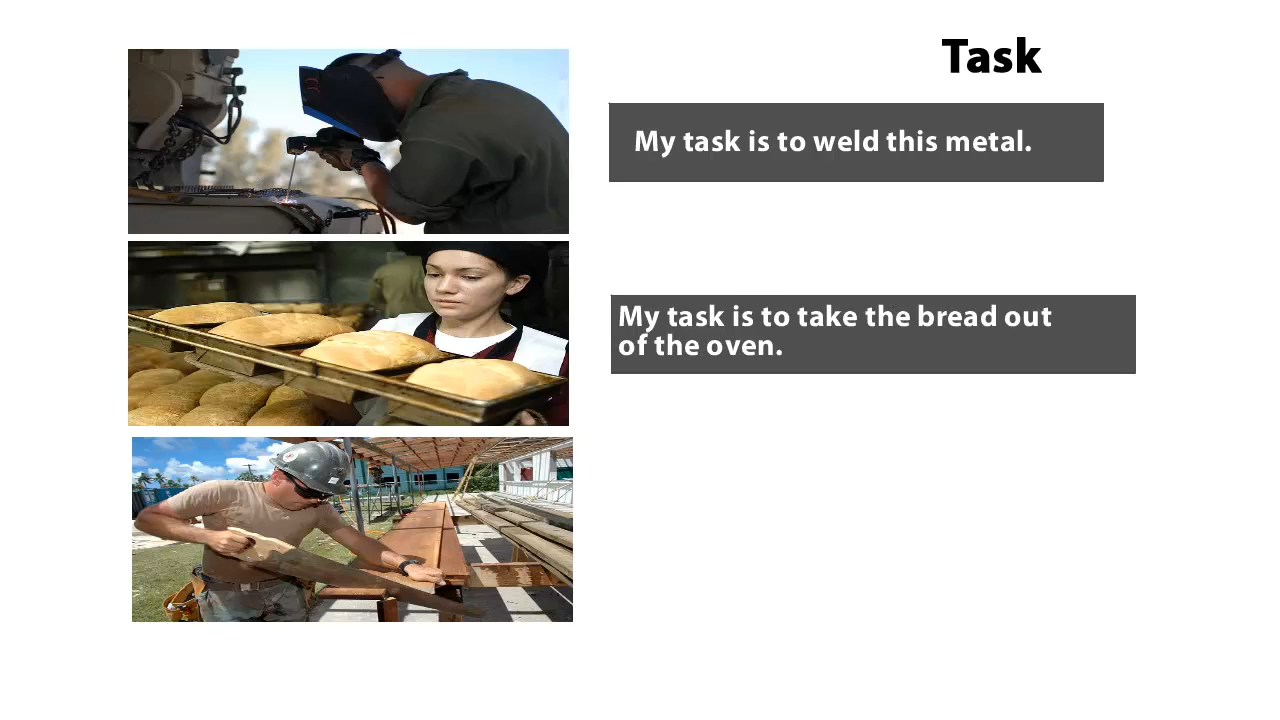 Task
My task is to weld this metal.
My task is to take the bread out
of the oven.